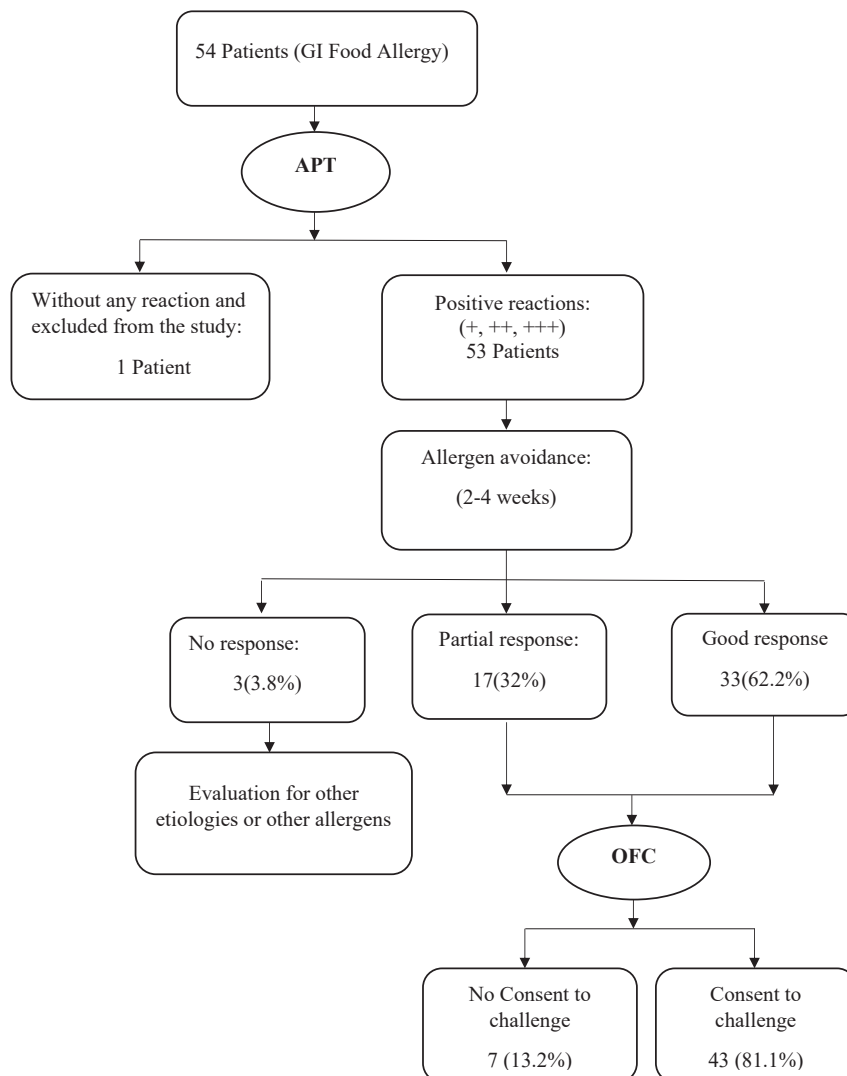 54 Patients (GI Food Allergy)
APT
Without any reaction and
excluded from the study:
1 Patient
Positive reactions:
(+, ++, +++)
53 Patients
Allergen avoidance:
(2-4 weeks)
No response:
3(3.8%)
Partial response:
17(32%)
Good response
33(62.2%)
Evaluation for other
etiologies or other allergens
OFC
No Consent to
challenge
7 (13.2%)
Consent to
challenge
43 (81.1%)